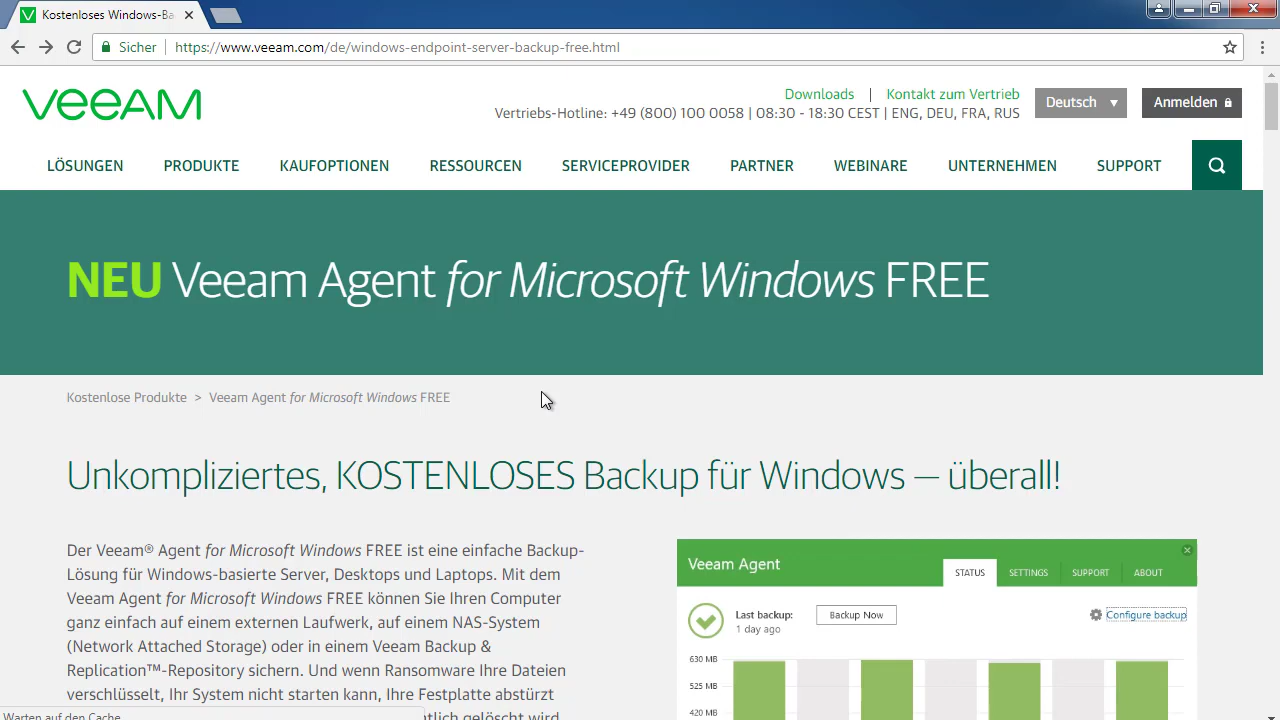 Kostenloses Windows-Ba
Sicher https://www.veeam.com/de/windows-endpoint-server-backup-free.html
veeam
Downloads | Kontakt zum Vertrieb
Vertriebs-Hotline: +49 (800) 100 0058 | 08:30 - 18:30 CEST | ENG, DEU, FRA, RUS
Deutsch
Anmelden
LÖSUNGEN PRODUKTE KAUFOPTIONEN RESSOURCEN SERVICEPROVIDER PARTNER WEBINARE UNTERNEHMEN SUPPORT
NEU Veeam Agent for Microsoft Windows FREE
Kostenlose Produkte > Veeam Agent for Microsoft Windows FREE
Unkompliziertes, KOSTENLOSES Backup für Windows — überall!
Der Veeam® Agent for Microsoft Windows FREE ist eine einfache Backup-
Lösung für Windows-basierte Server, Desktops und Laptops. Mit dem
Veeam Agent for Microsoft Windows FREE können Sie Ihren Computer
ganz einfach auf einem externen Laufwerk, auf einem NAS-System
(Network Attached Storage) oder in einem Veeam Backup &
Replication™-Repository sichern. Und wenn Ransomware Ihre Dateien
verschlüsselt, Ihr System nicht starten kann, Ihre Festplatte abstürzt
tlich gelöscht wird
Warten auf den Cache
Veeam Agent
STATUS SETTINGS SUPPORT ABOUT
Last backup:
1 day ago
Backup Now
Configure backup
630 MB
525 MB
420 MB